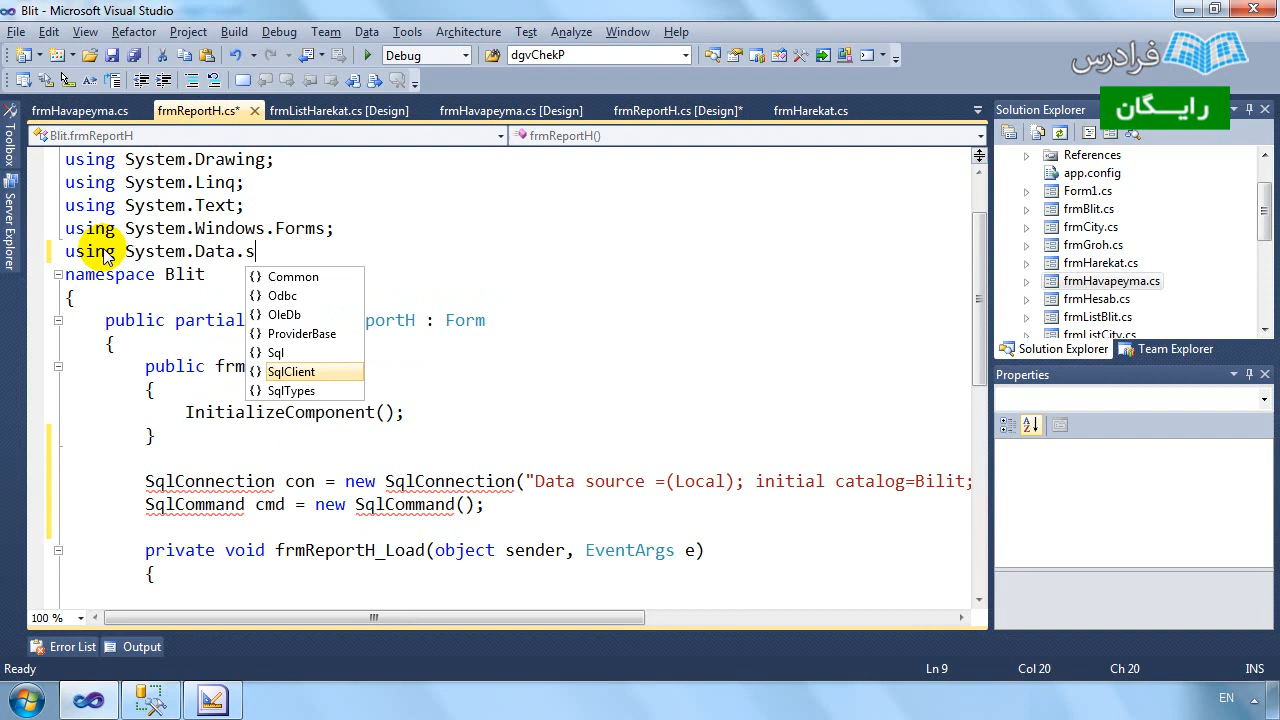 Blit - Microsoft Visual Studio
File Edit View Refactor Project Build Debug Team Data Tools Architecture Test Analyze Window Help
Debug dgvChekP
فرادرس
رایگان
frmHavapeyma.cs frmReportH.cs* frmListHarekat.cs [Design] frmHavapeyma.cs [Design] frmReportH.cs [Design]* frmHarekat.cs
Blit.frmReportH frmReportH()
using System.Drawing;
using System.Linq;
using System.Text;
using System.Windows.Forms;
using System.Data.s
namespace Blit
{
public partial portH : Form
{
public frm
{
InitializeComponent();
}
SqlConnection con = new SqlConnection("Data source =(Local); initial catalog=Bilit;
SqlCommand cmd = new SqlCommand();
private void frmReportH_Load(object sender, EventArgs e)
{
Common
Odbc
OleDb
ProviderBase
Sql
SqlClient
SqlTypes
100 %
Toolbox
Server Explorer
Solution Explorer
References
app.config
Form1.cs
frmBlit.cs
frmCity.cs
frmGroh.cs
frmHarekat.cs
frmHavapeyma.cs
frmHesab.cs
frmListBlit.cs
frmListCity.cs
Solution Explorer Team Explorer
Properties
Error List Output
Ready Ln 9 Col 20 Ch 20 INS
EN